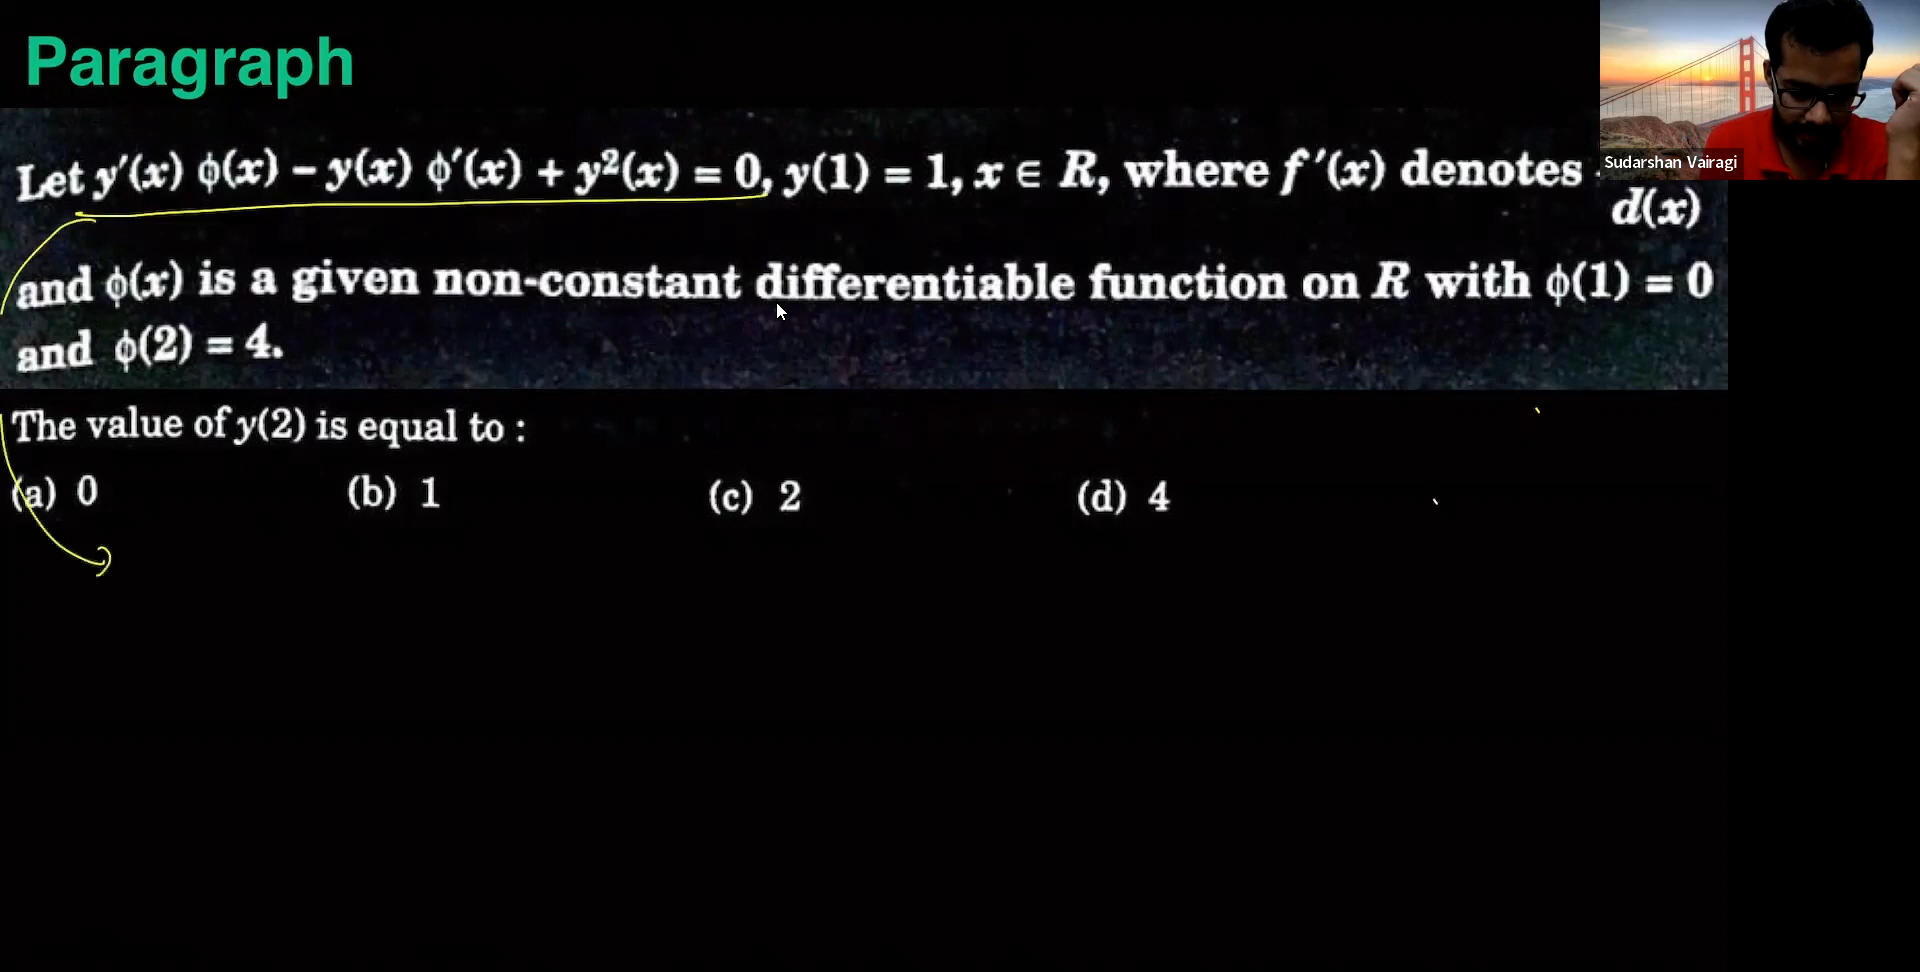 Paragraph
Let y′(x) ϕ(x) – y(x) ϕ′(x) + y²(x) = 0, y(1) = 1, x ∈ R, where f ′(x) denotes
d(x)
and ϕ(x) is a given non-constant differentiable function on R with ϕ(1) = 0
and ϕ(2) = 4.
The value of y(2) is equal to :
(a) 0 (b) 1 (c) 2 (d) 4
Sudarshan Vairagi